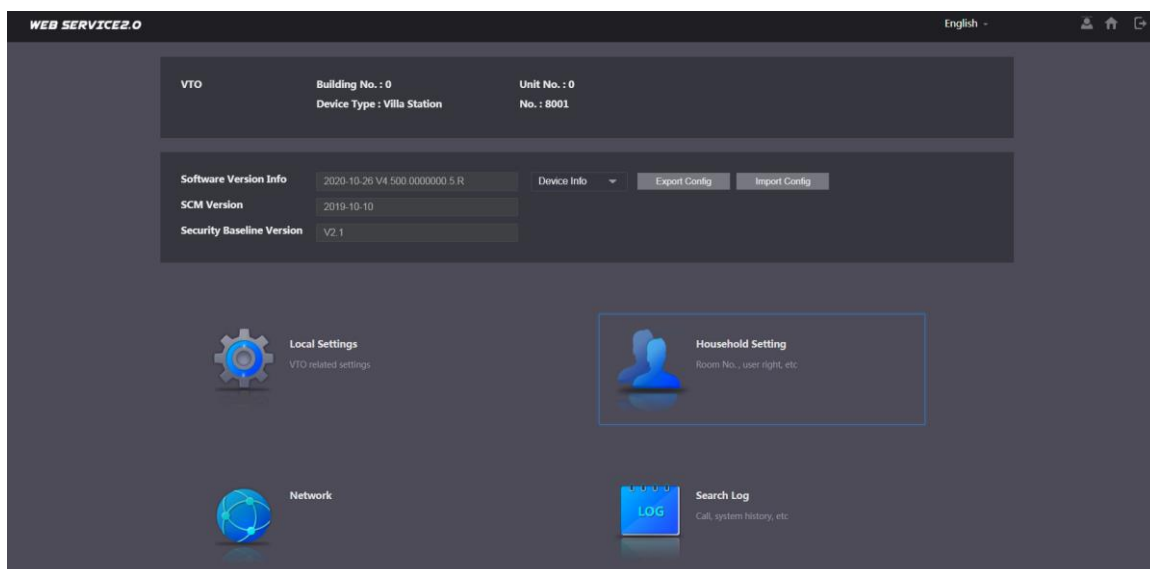 WEB SERVICE2.0 English
VTO Building No. : 0 Unit No. : 0
Device Type : Villa Station No. : 8001
Software Version Info 2020-10-26 V4.500.0000000.5.R Device Info Export Config Import Config
SCM Version 2019-10-10
Security Baseline Version V2.1
Local Settings
VTO related settings
Household Setting
Room No., user right, etc
Network
LOG
Search Log
Call, system history, etc